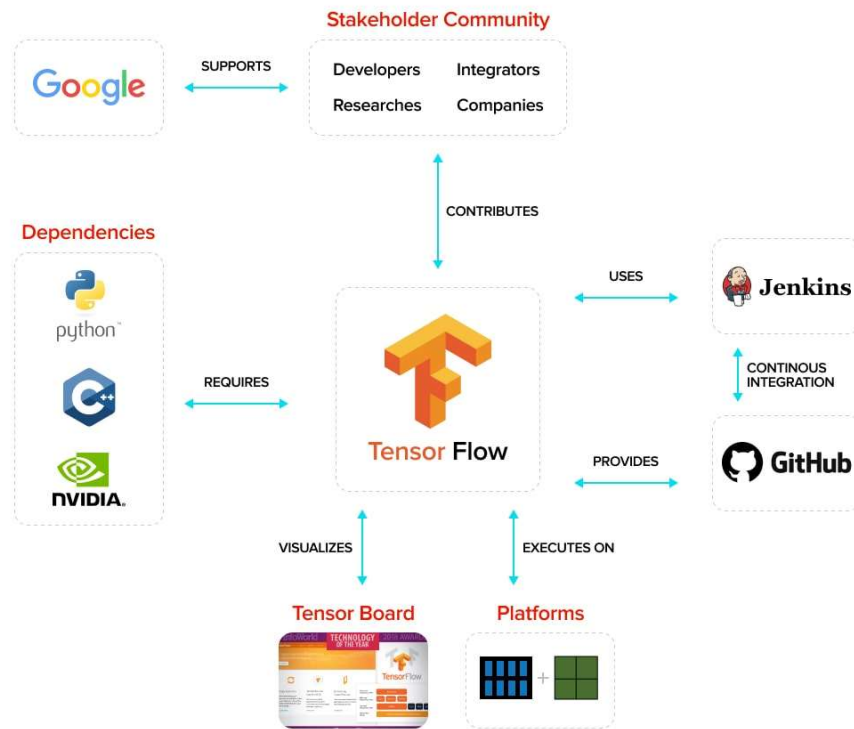 Stakeholder Community
Google
SUPPORTS
Developers
Integrators
Researches
Companies
CONTRIBUTES
Dependencies
python™
C++
NVIDIA.
REQUIRES
Tensor Flow
USES
Jenkins
CONTINOUS
INTEGRATION
PROVIDES
GitHub
VISUALIZES
EXECUTES ON
Tensor Board
Platforms
TECHNOLOGY
OF THE YEAR
TensorFlow
+